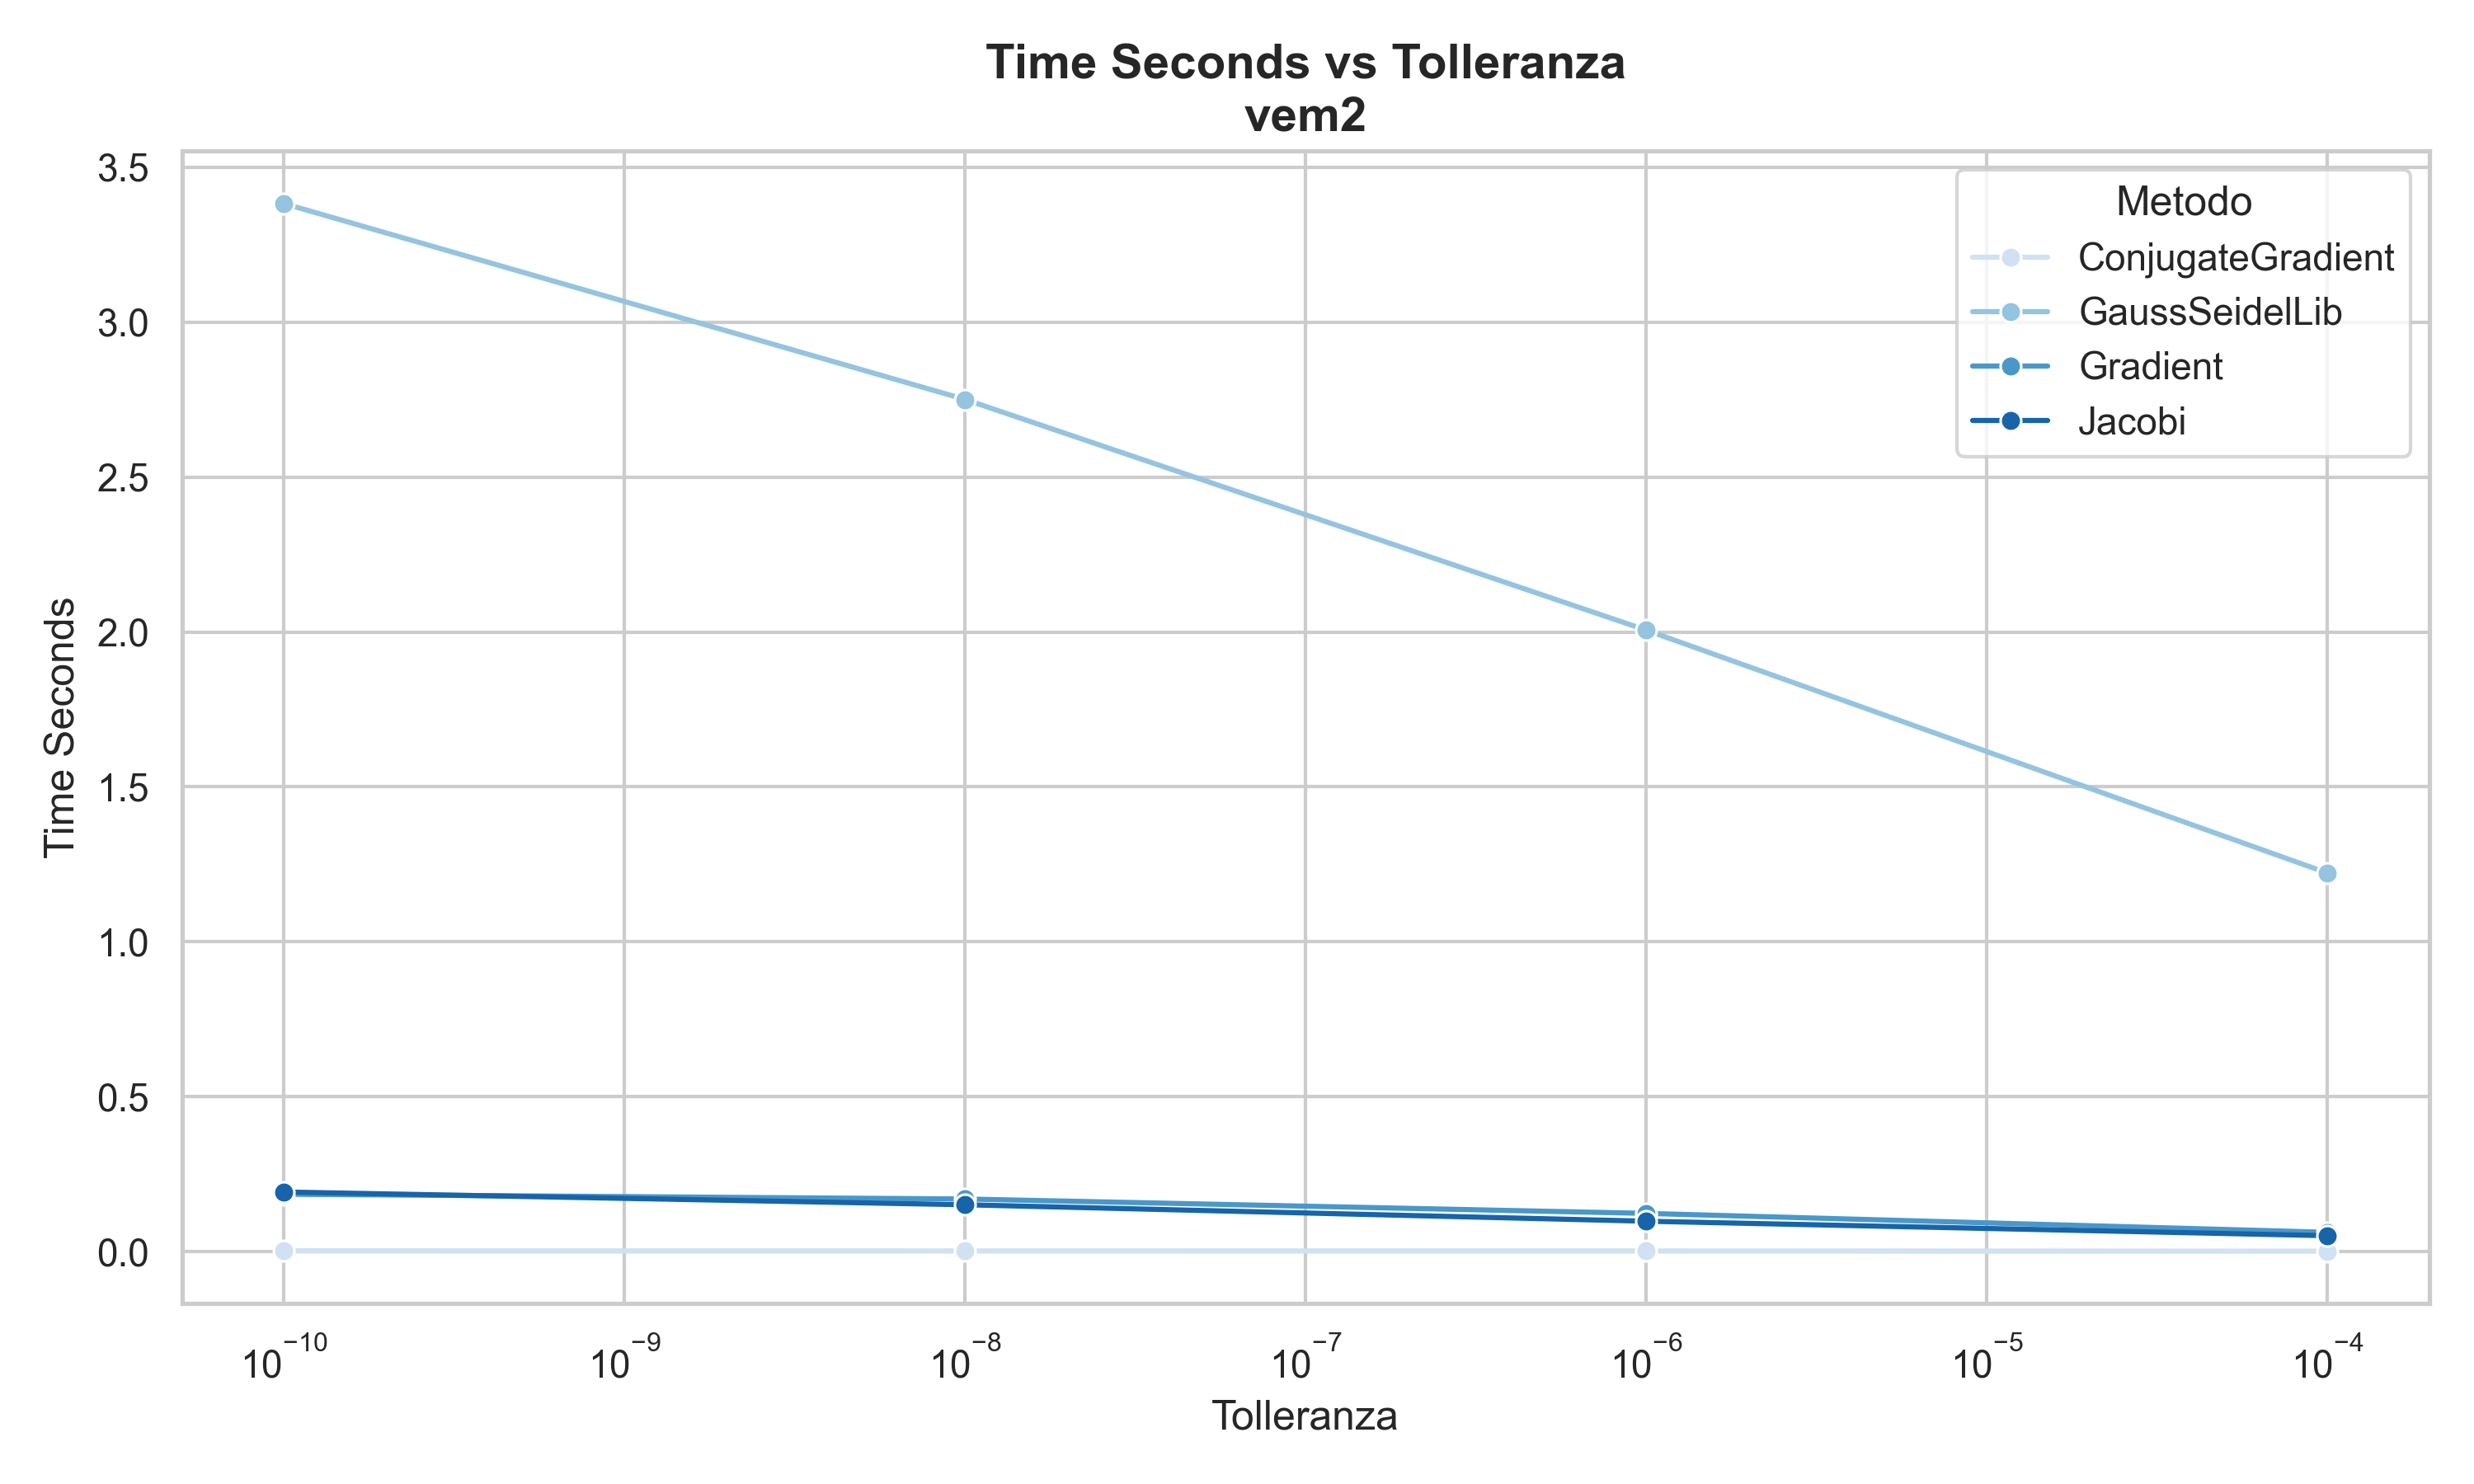 Time Seconds vs Tolleranza
vem2
Metodo
ConjugateGradient
GaussSeidelLib
Gradient
Jacobi
Time Seconds
3.5
3.0
2.5
2.0
1.5
1.0
0.5
0.0
10⁻¹⁰ 10⁻⁹ 10⁻⁸ 10⁻⁷ 10⁻⁶ 10⁻⁵ 10⁻⁴
Tolleranza